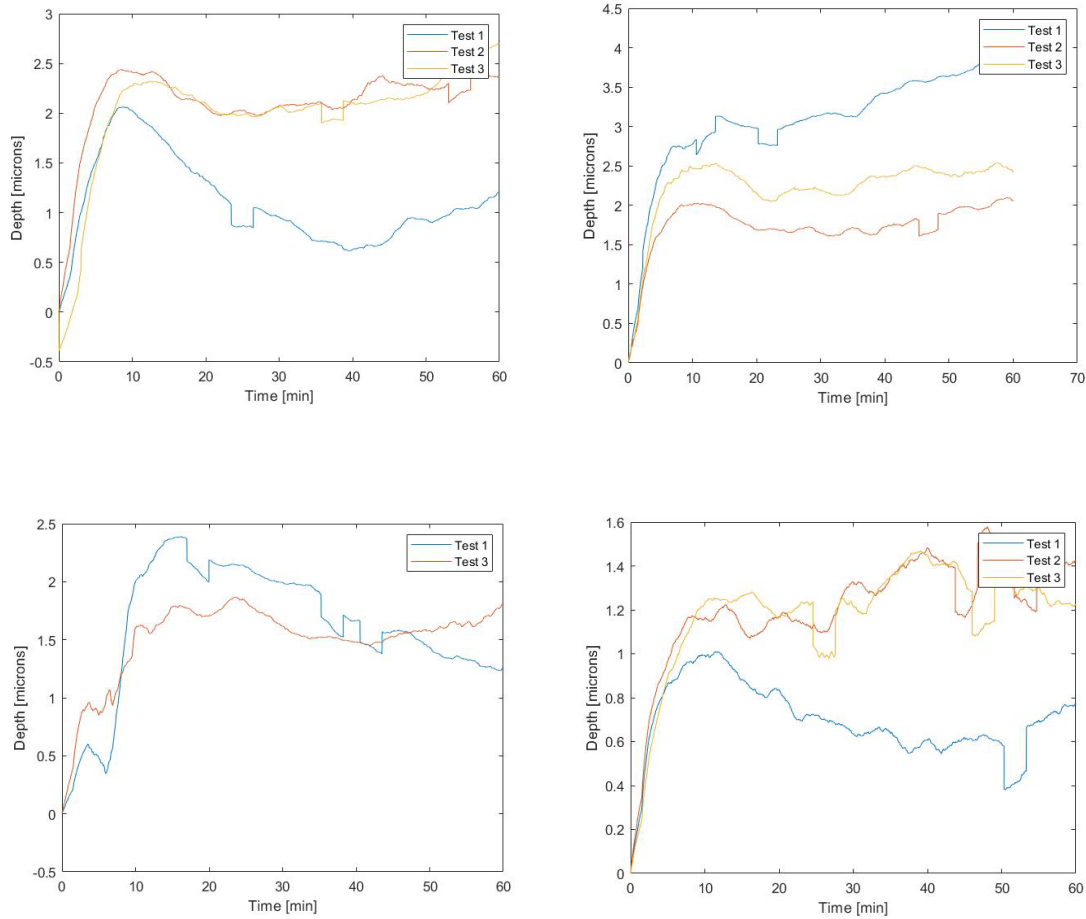 3
2.5
2
1.5
1
0.5
0
-0.5
Depth [microns]
0 10 20 30 40 50 60
Time [min]
Test 1
Test 2
Test 3
4.5
4
3.5
3
2.5
2
1.5
1
0.5
0
Depth [microns]
0 10 20 30 40 50 60 70
Time [min]
Test 1
Test 2
Test 3
2.5
2
1.5
1
0.5
0
-0.5
Depth [microns]
0 10 20 30 40 50 60
Time [min]
Test 1
Test 3
1.6
1.4
1.2
1
0.8
0.6
0.4
0.2
0
Depth [microns]
0 10 20 30 40 50 60
Time [min]
Test 1
Test 2
Test 3